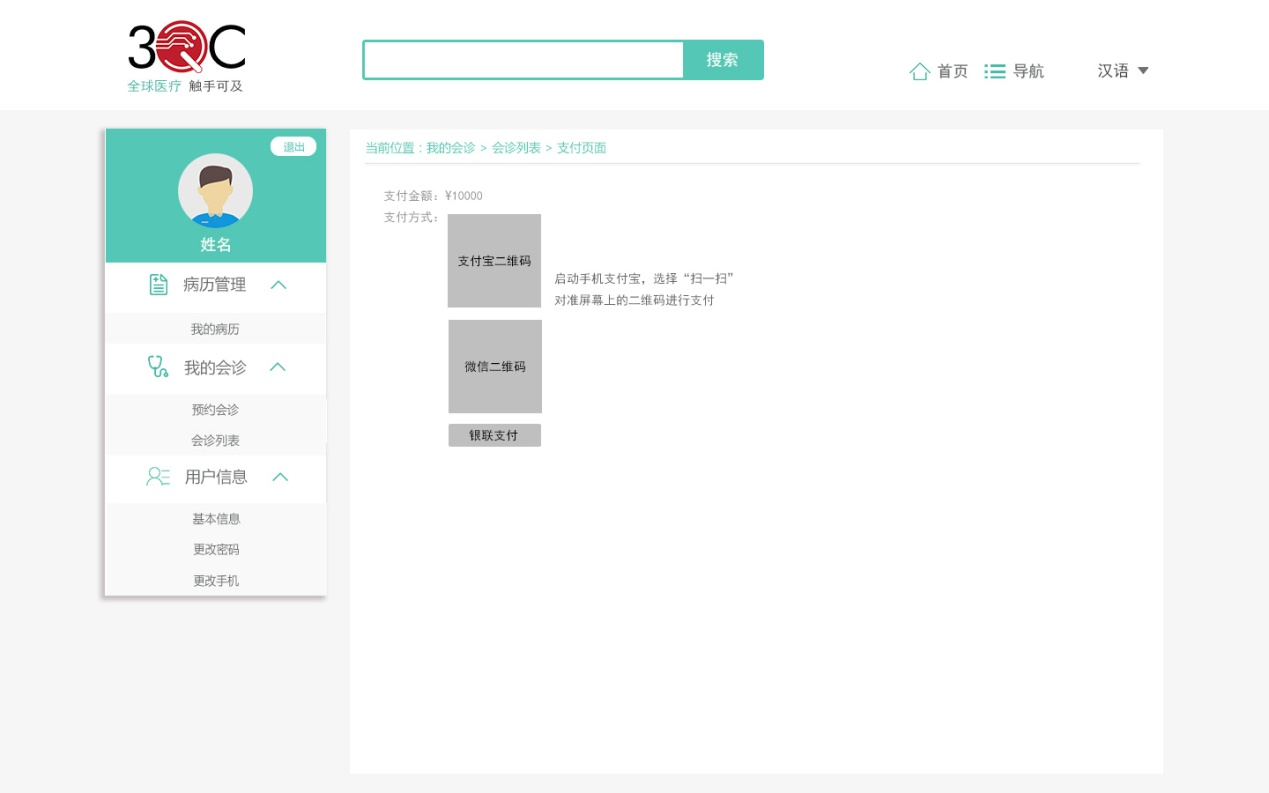 3QC
全球医疗 触手可及
搜索
首页
导航
汉语
退出
姓名
病历管理
我的病历
我的会诊
预约会诊
会诊列表
用户信息
基本信息
更改密码
更改手机
当前位置：我的会诊 > 会诊列表 > 支付页面
支付金额：¥10000
支付方式：
支付宝二维码
启动手机支付宝，选择“扫一扫”
对准屏幕上的二维码进行支付
微信二维码
银联支付